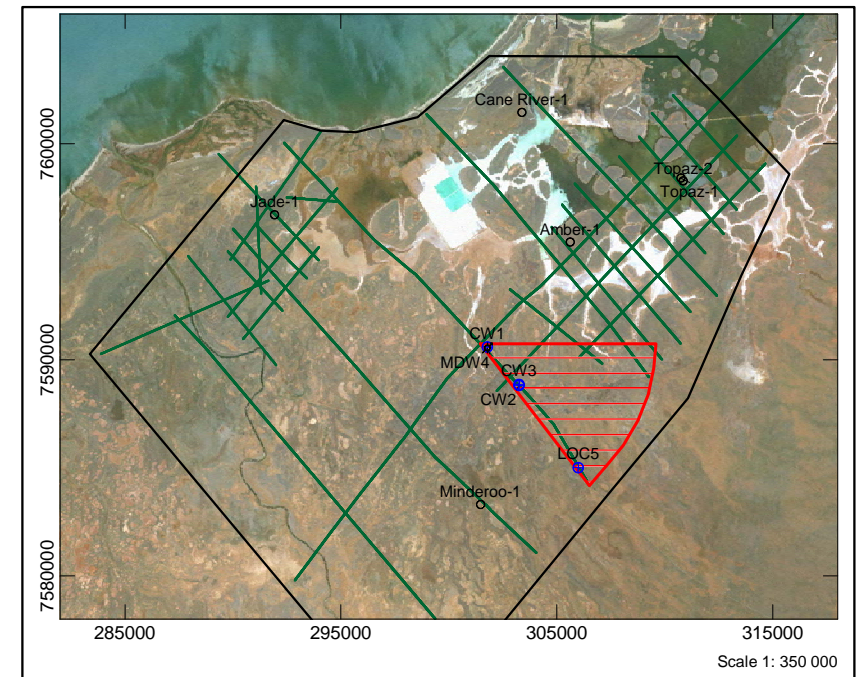 7600000
7590000
7580000
Cane River-1
Topaz-2
Topaz-1
Jade-1
Amber-1
CW1
MDW4
CW3
CW2
LOC5
Minderoo-1
285000
295000
305000
315000
Scale 1: 350 000